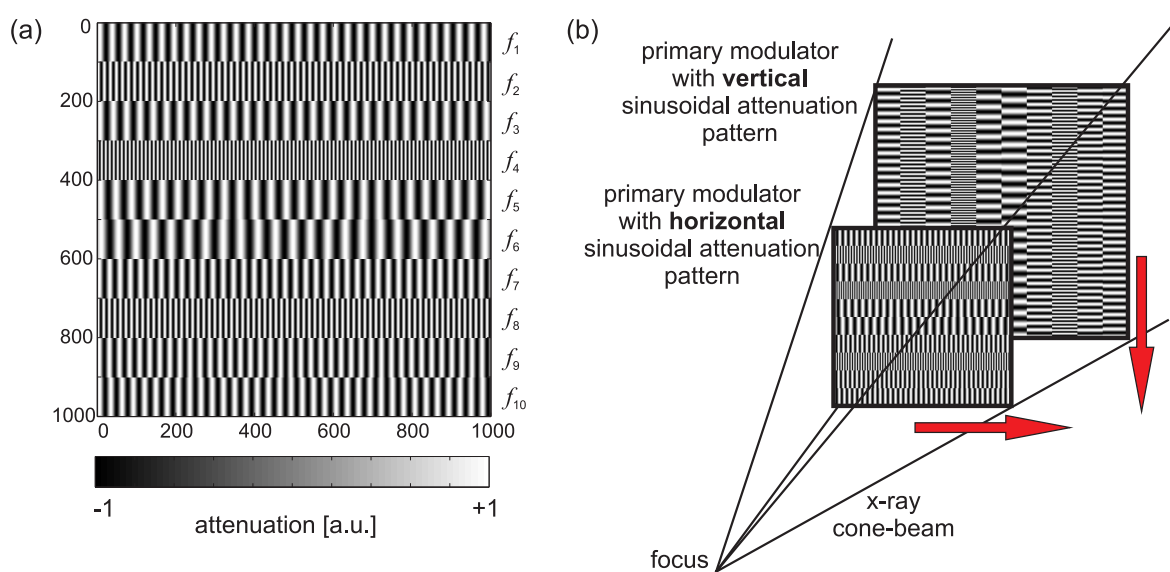 (a)
0
200
400
600
800
1000
f1
f2
f3
f4
f5
f6
f7
f8
f9
f10
0 200 400 600 800 1000
-1 +1
attenuation [a.u.]
(b)
primary modulator
with vertical
sinusoidal attenuation
pattern
primary modulator
with horizontal
sinusoidal attenuation
pattern
x-ray
cone-beam
focus